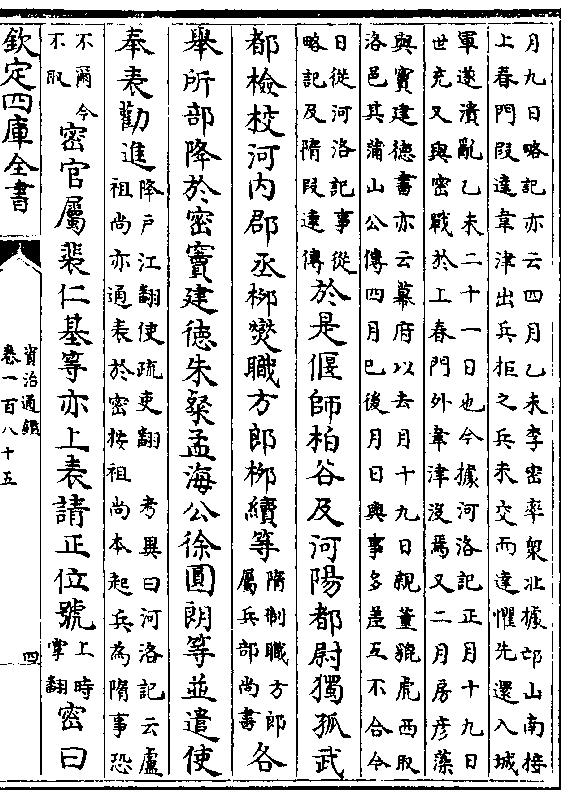 月九日略記亦云四月乙未李密率衆北據邙山南接
上春門段達韋津出兵拒之兵未交而達懼先還入城
軍遂潰亂乙未二十一日也今據河洛記正月十九日
世充又與密戰於上春門外韋津没焉又二月房彦藻
與竇建德書亦云幕府以去月十九日親董貔虎西取
洛邑其蒲山公傳四月已後月日與事多差互不合今
日從河洛記事從
略記及隋段達傳
於是偃師柏谷及河陽都尉獨孤武
都檢校河内郡丞栁燮職方郎栁續等
隋制職方郎
屬兵部尚書
各
舉所部降於密竇建徳朱粲孟海公徐圓朗等並遣使
奉表勸進
降户江翻使疏吏翻 考異曰河洛記云盧
祖尚亦通表於密按祖尚本起兵為隋事恐
不爾今
不取
密官屬裴仁基等亦上表請正位號
上時
掌翻
密曰
欽定四庫全書
資治通鑑
卷一百八十五
四